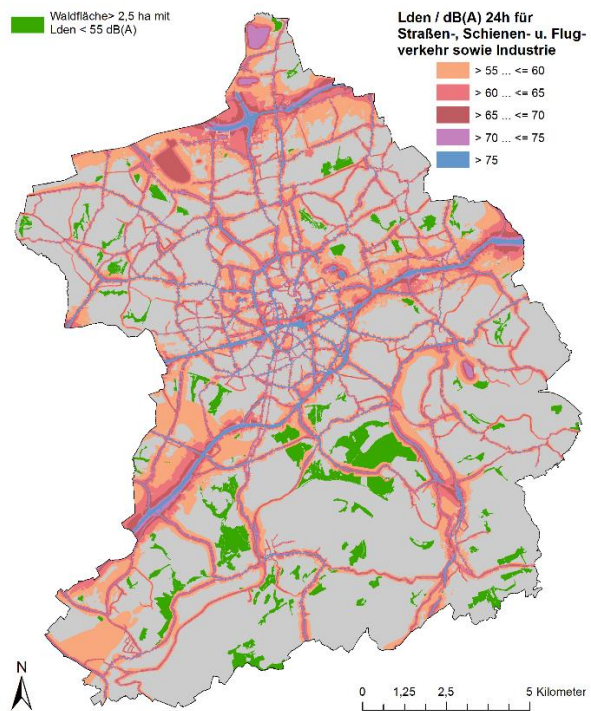 Waldfläche> 2,5 ha mit
Lden < 55 dB(A)
Lden / dB(A) 24h für
Straßen-, Schienen- u. Flug-
verkehr sowie Industrie
> 55 ... <= 60
> 60 ... <= 65
> 65 ... <= 70
> 70 ... <= 75
> 75
N
0 1,25 2,5 5 Kilometer